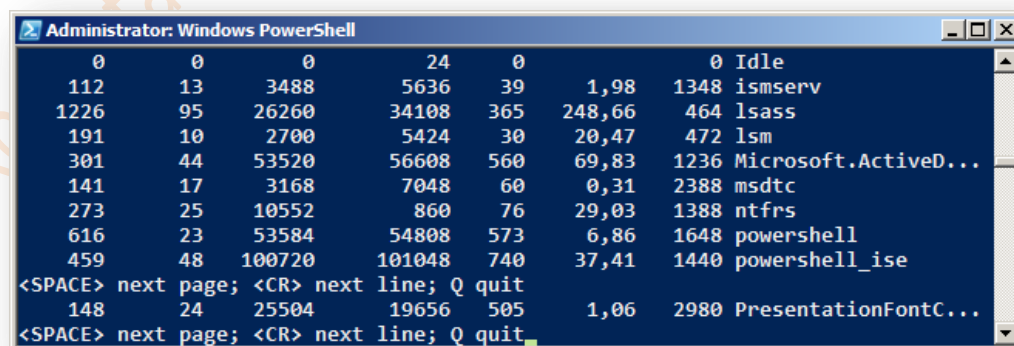 Administrator: Windows PowerShell
0 0 0 24 0 0 Idle
112 13 3488 5636 39 1,98 1348 ismserv
1226 95 26260 34108 365 248,66 464 lsass
191 10 2700 5424 30 20,47 472 lsm
301 44 53520 56608 560 69,83 1236 Microsoft.ActiveD...
141 17 3168 7048 60 0,31 2388 msdtc
273 25 10552 860 76 29,03 1388 ntfrs
616 23 53584 54808 573 6,86 1648 powershell
459 48 100720 101048 740 37,41 1440 powershell_ise
<SPACE> next page; <CR> next line; Q quit
148 24 25504 19656 505 1,06 2980 PresentationFontC...
<SPACE> next page; <CR> next line; Q quit